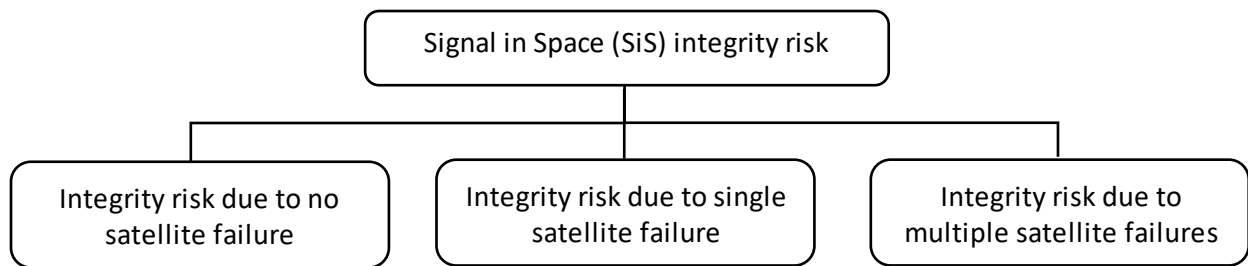 Signal in Space (SiS) integrity risk
Integrity risk due to no
satellite failure
Integrity risk due to single
satellite failure
Integrity risk due to
multiple satellite failures